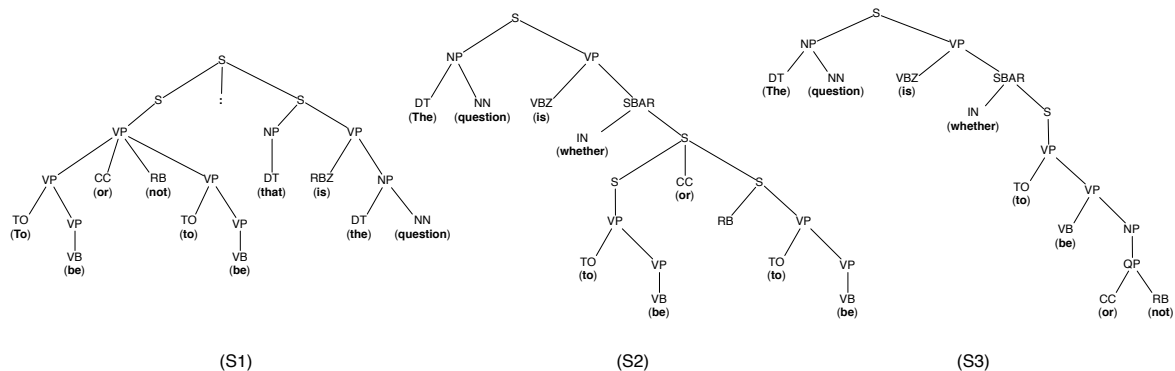 S S
S NP VP NP VP
S : S DT NN VBZ SBAR DT NN VBZ SBAR
(The) (question) (is) (The) (question) (is)
VP NP VP IN S IN S
(whether) (whether)
VP CC RB VP DT RBZ NP S CC S VP
(or) (not) (that) (is) (or)
TO VP TO VP DT NN VP RB VP TO VP
(To) (to) (the) (question) (to)
VB VB TO VP TO VP VB NP
(be) (be) (to) (to) (be)
VB VB QP
(be) (be)
CC RB
(or) (not)
(S1) (S2) (S3)